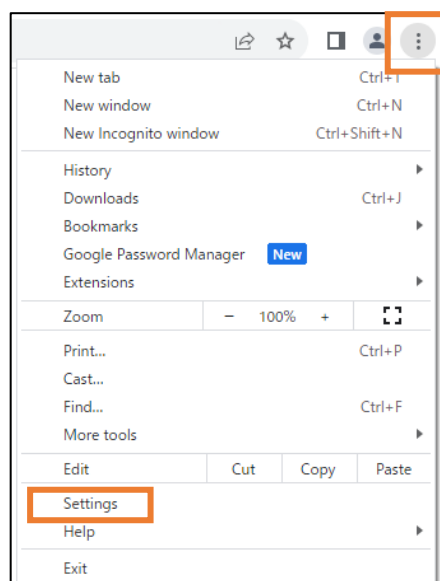 New tab Ctrl+T
New window Ctrl+N
New Incognito window Ctrl+Shift+N
History
Downloads Ctrl+J
Bookmarks
Google Password Manager New
Extensions
Zoom − 100% +
Print... Ctrl+P
Cast...
Find... Ctrl+F
More tools
Edit Cut Copy Paste
Settings
Help
Exit